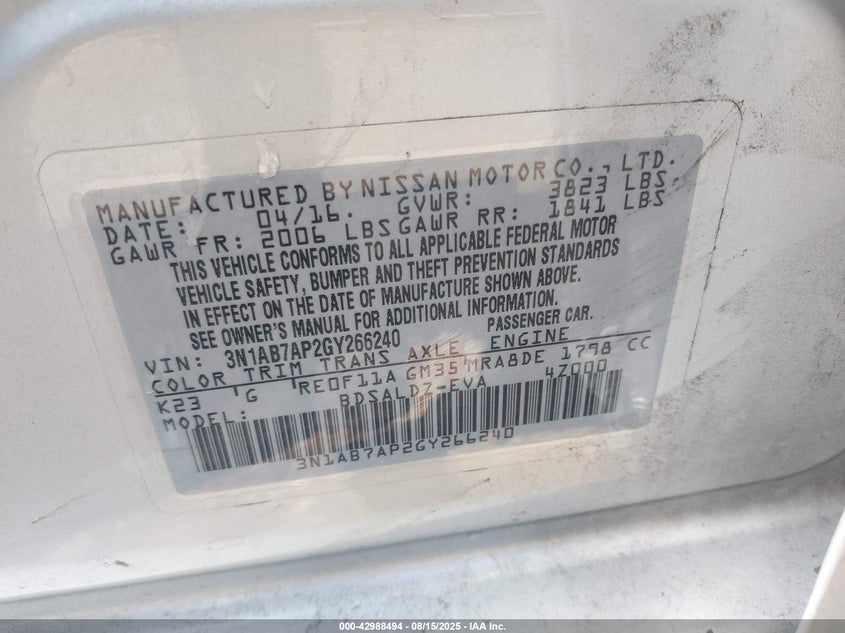 MANUFACTURED BY NISSAN MOTOR CO., LTD.
DATE: 04/16. GVWR: 3823 LBS.
GAWR FR: 2006 LBS GAWR RR: 1841 LBS
THIS VEHICLE CONFORMS TO ALL APPLICABLE FEDERAL MOTOR
VEHICLE SAFETY, BUMPER AND THEFT PREVENTION STANDARDS
IN EFFECT ON THE DATE OF MANUFACTURE SHOWN ABOVE.
SEE OWNER'S MANUAL FOR ADDITIONAL INFORMATION.
VIN: 3N1AB7AP2GY266240 PASSENGER CAR.
COLOR TRIM TRANS AXLE ENGINE
K23 'G 'RE0F11A GM35'MRA8DE 1798 CC
MODEL: BDSALDZ-EVA 4Z000
3N1AB7AP2GY266240
000-42988494 - 08/15/2025 - IAA Inc.